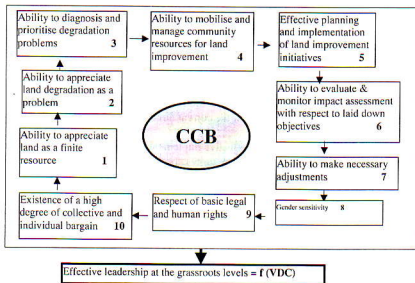 Ability to diagnosis and
prioritise degradation
problems 3
Ability to mobilise and
manage community
resources for land
improvement 4
Effective planning
and implementation
of land improvement
initiatives 5
Ability to appreciate
land degradation as a
problem 2
Ability to evaluate &
monitor impact assessment
with respect to laid down
objectives 6
CCB
Ability to appreciate
land as a finite
resource 1
Ability to make necessary
adjustments 7
Existence of a high
degree of collective and
individual bargain 10
Respect of basic legal
and human rights 9
Gender sensitivity 8
Effective leadership at the grassroots levels = f (VDC)